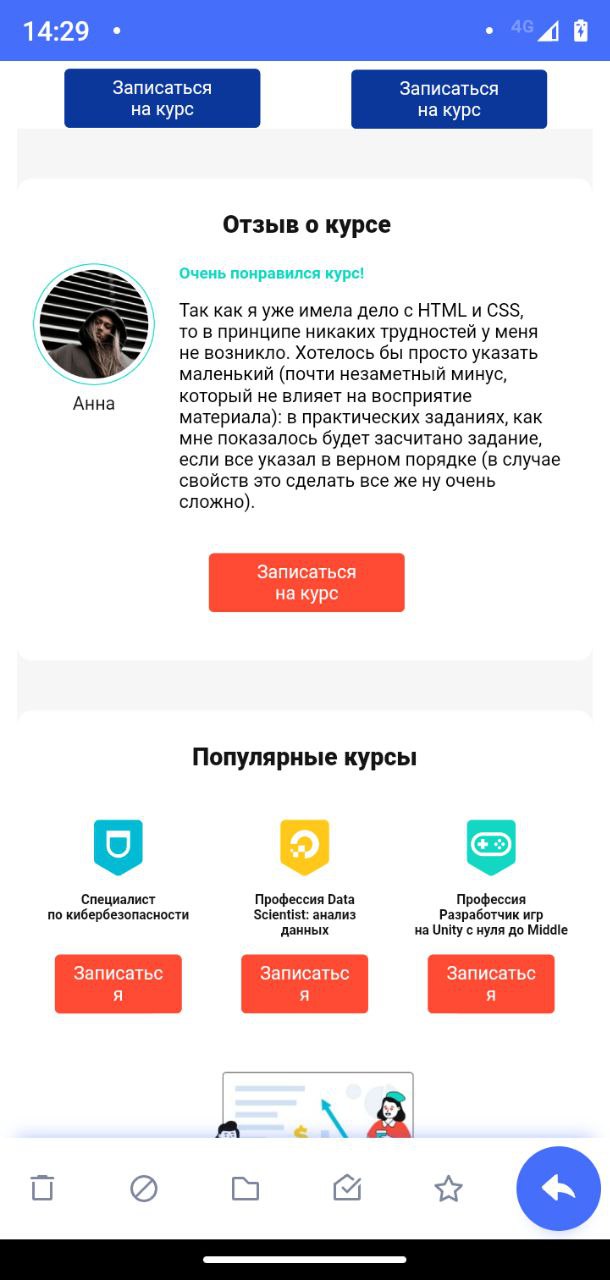 14:29
4G
Записаться
на курс
Записаться
на курс
Отзыв о курсе
Очень понравился курс!
Так как я уже имела дело с HTML и CSS,
то в принципе никаких трудностей у меня
не возникло. Хотелось бы просто указать
маленький (почти незаметный минус,
который не влияет на восприятие
материала): в практических заданиях, как
мне показалось будет засчитано задание,
если все указал в верном порядке (в случае
свойств это сделать все же ну очень
сложно).
Анна
Записаться
на курс
Популярные курсы
Специалист
по кибербезопасности
Профессия Data
Scientist: анализ
данных
Профессия
Разработчик игр
на Unity с нуля до Middle
Записатьс
я
Записатьс
я
Записатьс
я